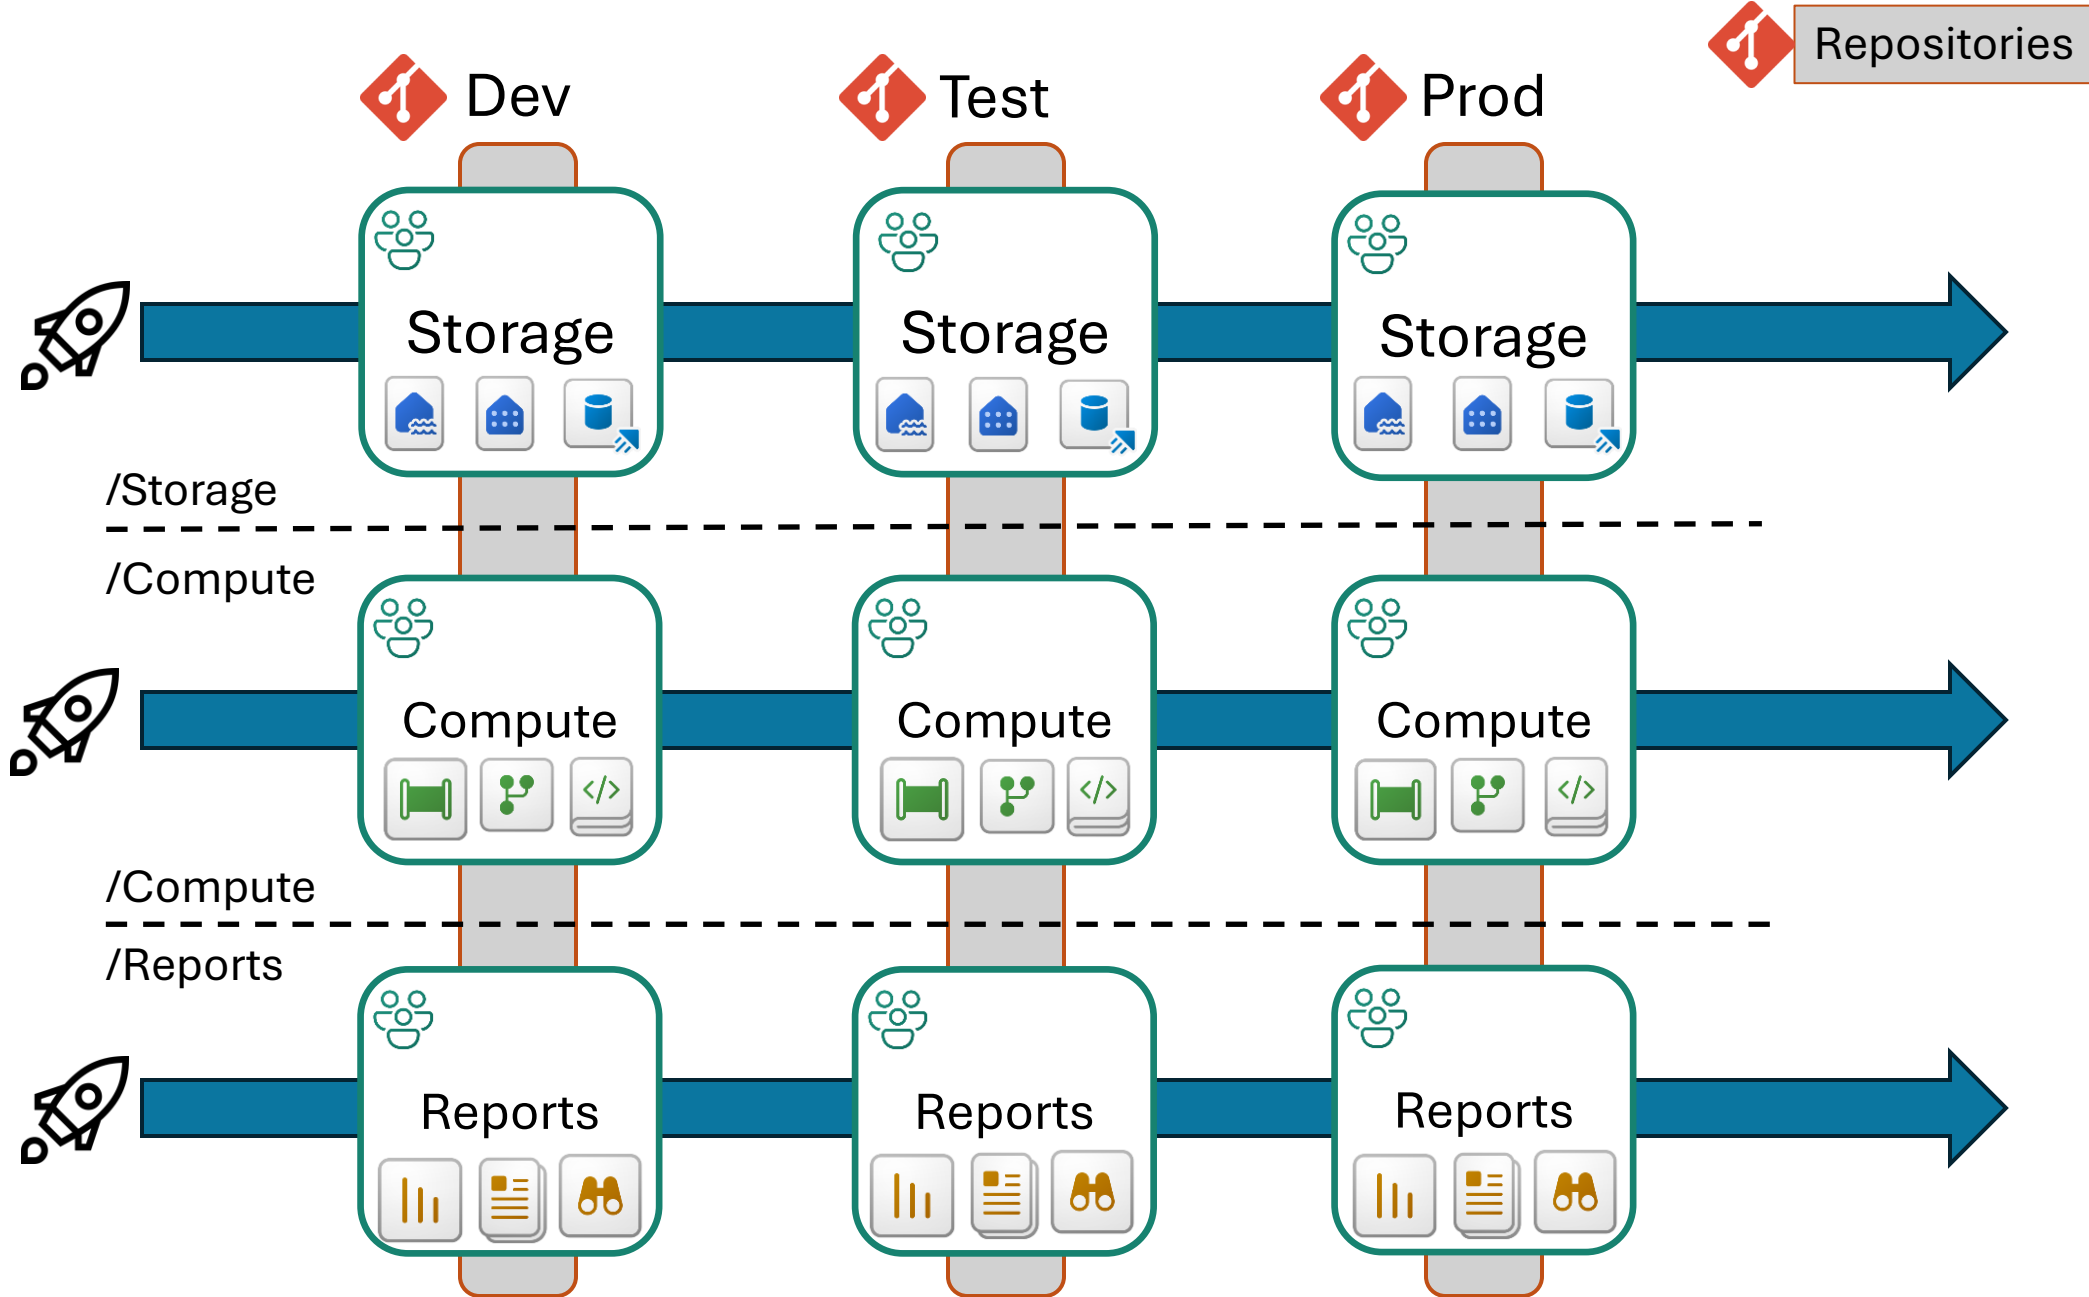 Repositories
Dev
Test
Prod
Storage
Storage
Storage
/Storage
/Compute
Compute
Compute
Compute
/Compute
/Reports
Reports
Reports
Reports